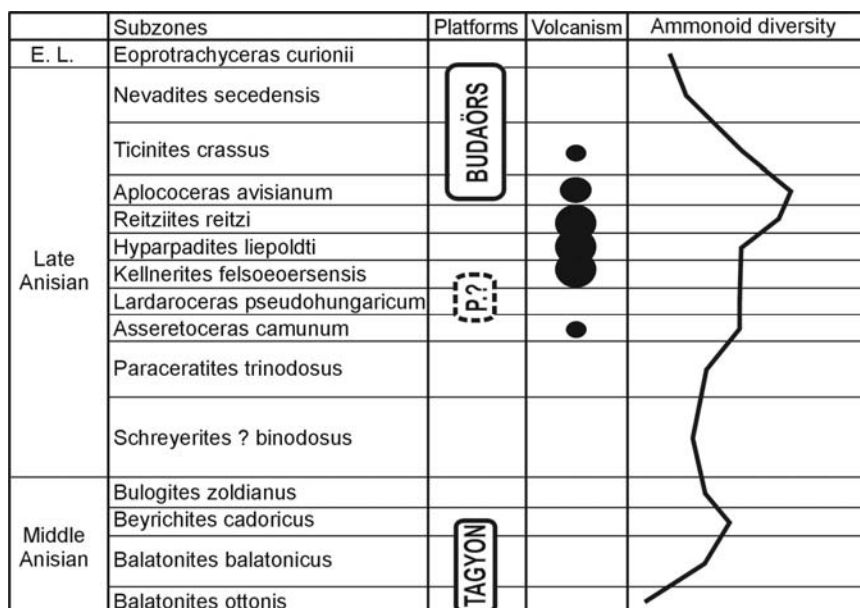 Subzones Platforms Volcanism Ammonoid diversity
E. L. Eoprotrachyceras curionii
Nevadites secedensis
BUDAÖRS
Ticinites crassus
Aplococeras avisianum
Reitziites reitzi
Late
Anisian
Hyparpadites liepoldti
Kellnerites felsoeoersensis
P.?
Lardaroceras pseudohungaricum
Asseretoceras camunum
Paraceratites trinodosus
Schreyerites ? binodosus
Middle
Anisian
Bulogites zoldianus
Beyrichites cadoricus
TAGYON
Balatonites balatonicus
Balatonites ottonis